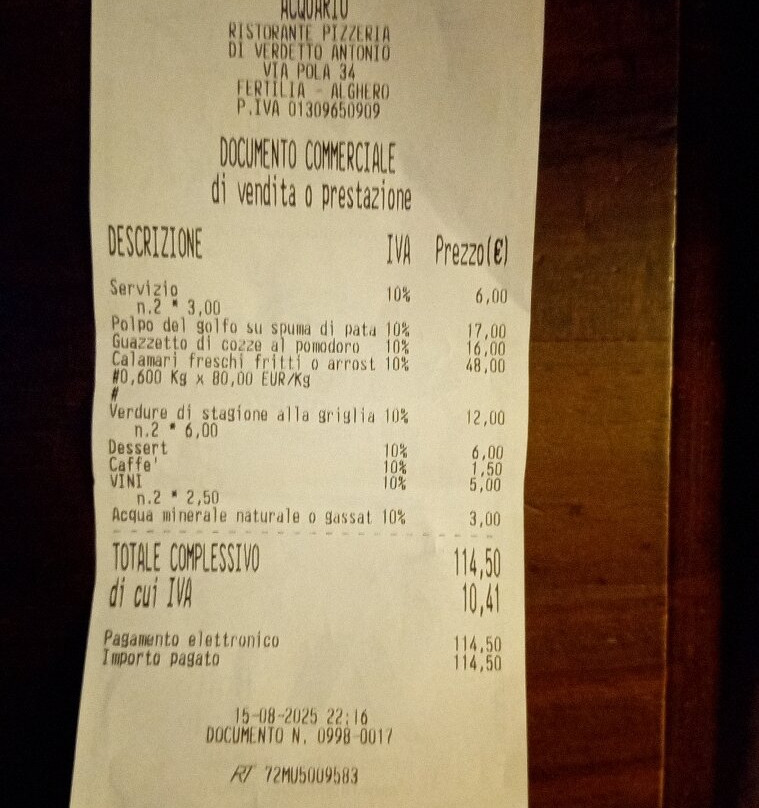 ACQUARIO
RISTORANTE PIZZERIA
DI VERDETTO ANTONIO
VIA POLA 34
FERTILIA - ALGHERO
P.IVA 01309650909
DOCUMENTO COMMERCIALE
di vendita o prestazione
DESCRIZIONE IVA Prezzo(€)
Servizio 10% 6,00
n.2 * 3,00
Polpo del golfo su spuma di pata 10% 17,00
Guazzetto di cozze al pomodoro 10% 16,00
Calamari freschi fritti o arrost 10% 48,00
#0,600 Kg x 80,00 EUR/Kg
#
Verdure di stagione alla griglia 10% 12,00
n.2 * 6,00
Dessert 10% 6,00
Caffe' 10% 1,50
VINI 10% 5,00
n.2 * 2,50
Acqua minerale naturale o gassat 10% 3,00
TOTALE COMPLESSIVO 114,50
di cui IVA 10,41
Pagamento elettronico 114,50
Importo pagato 114,50
15-08-2025 22:16
DOCUMENTO N. 0998-0017
RT 72MU5009583